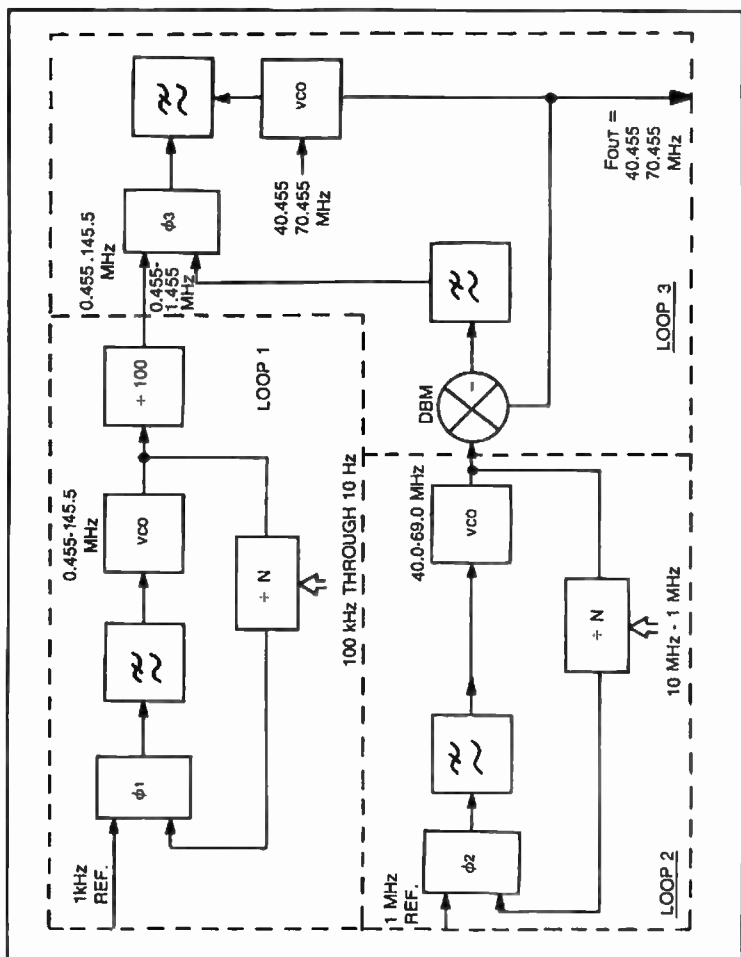 1kHz
REF.
ϕ1
≈
VCO
0.455-145.5
MHz
÷ N
100 kHz THROUGH 10 Hz
÷ 100
LOOP 1
0.455.145.5
MHz
0.455-
1.455
MHz
ϕ3
≈
VCO
40.455
70.455
MHz
FOUT =
40.455
70.455
MHz
≈
DBM
−
LOOP 3
1 MHz
REF.
ϕ2
≈
VCO
40.0-69.0 MHz
÷ N
10 MHz - 1 MHz
LOOP 2